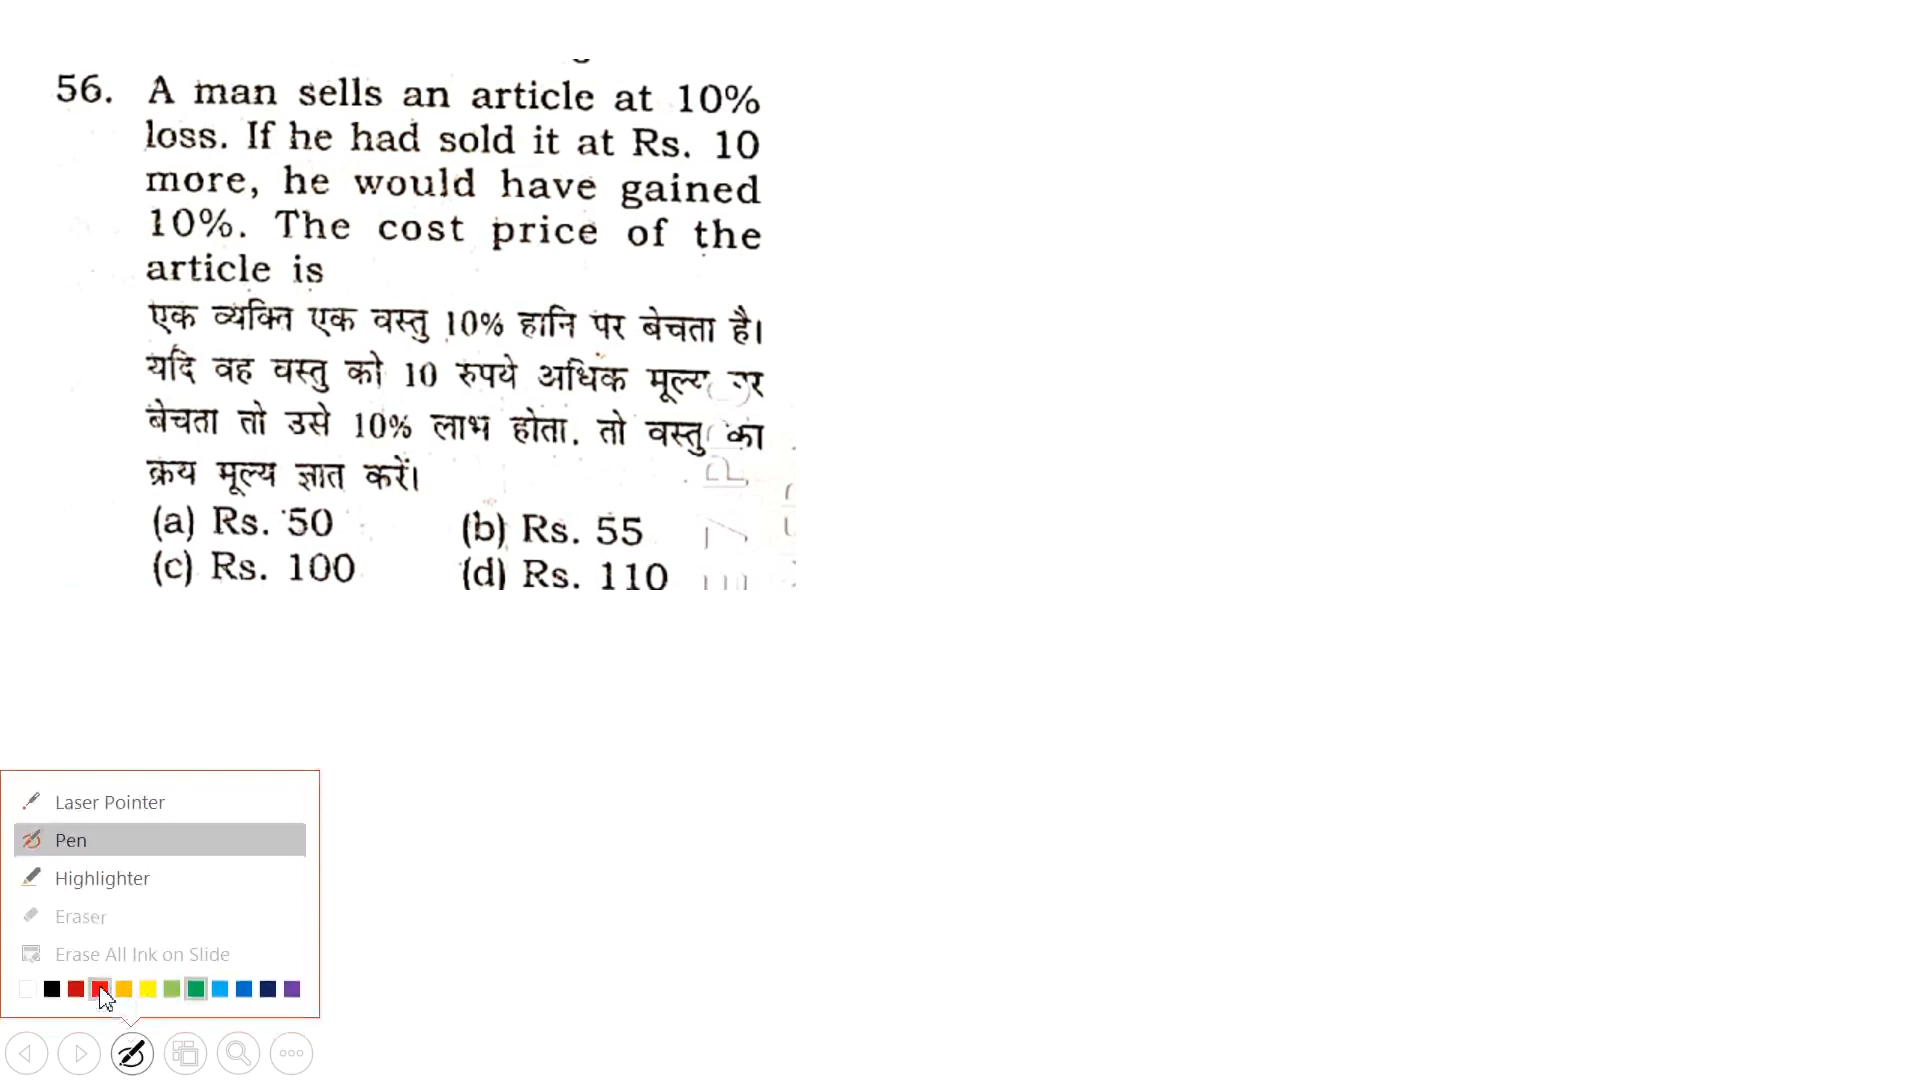 56. A man sells an article at 10%
loss. If he had sold it at Rs. 10
more, he would have gained
10%. The cost price of the
article is
एक व्यक्ति एक वस्तु 10% हानि पर बेचता है।
यदि वह वस्तु को 10 रुपये अधिक मूल्य पर
बेचता तो उसे 10% लाभ होता. तो वस्तु का
क्रय मूल्य ज्ञात करें।
(a) Rs. 50 (b) Rs. 55
(c) Rs. 100 (d) Rs. 110
Laser Pointer
Pen
Highlighter
Eraser
Erase All Ink on Slide